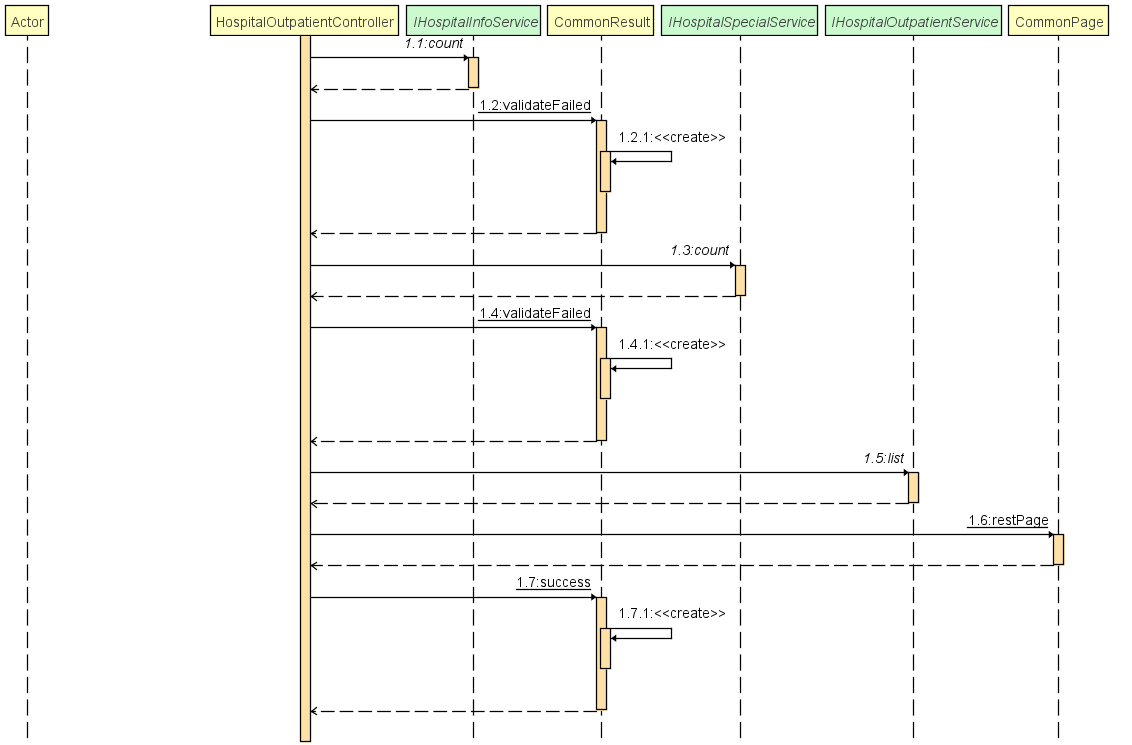 Actor
HospitalOutpatientController
IHospitalInfoService
CommonResult
IHospitalSpecialService
IHospitalOutpatientService
CommonPage
1.1:count
1.2:validateFailed
1.2.1:<<create>>
1.3:count
1.4:validateFailed
1.4.1:<<create>>
1.5:list
1.6:restPage
1.7:success
1.7.1:<<create>>